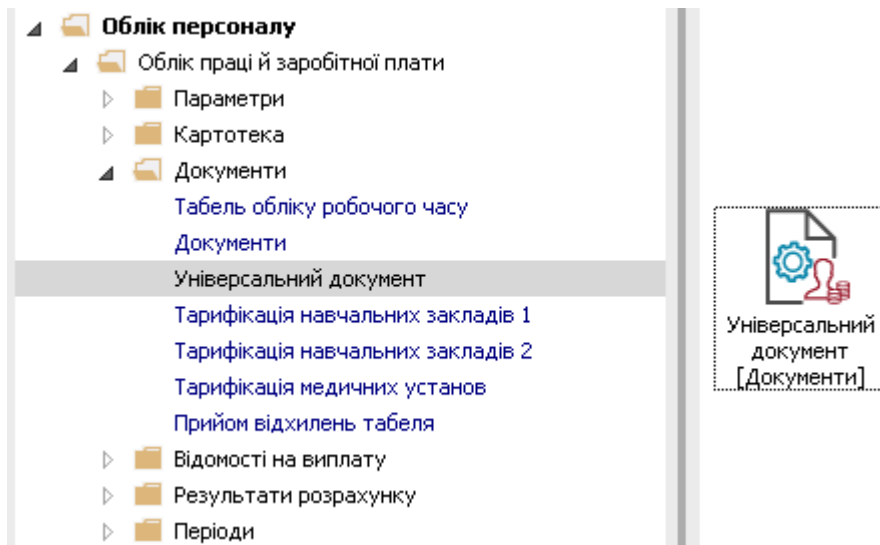 Облік персоналу
Облік праці й заробітної плати
Параметри
Картотека
Документи
Табель обліку робочого часу
Документи
Універсальний документ
Тарифікація навчальних закладів 1
Тарифікація навчальних закладів 2
Тарифікація медичних установ
Прийом відхилень табеля
Відомості на виплату
Результати розрахунку
Періоди
Універсальний
документ
[Документи]